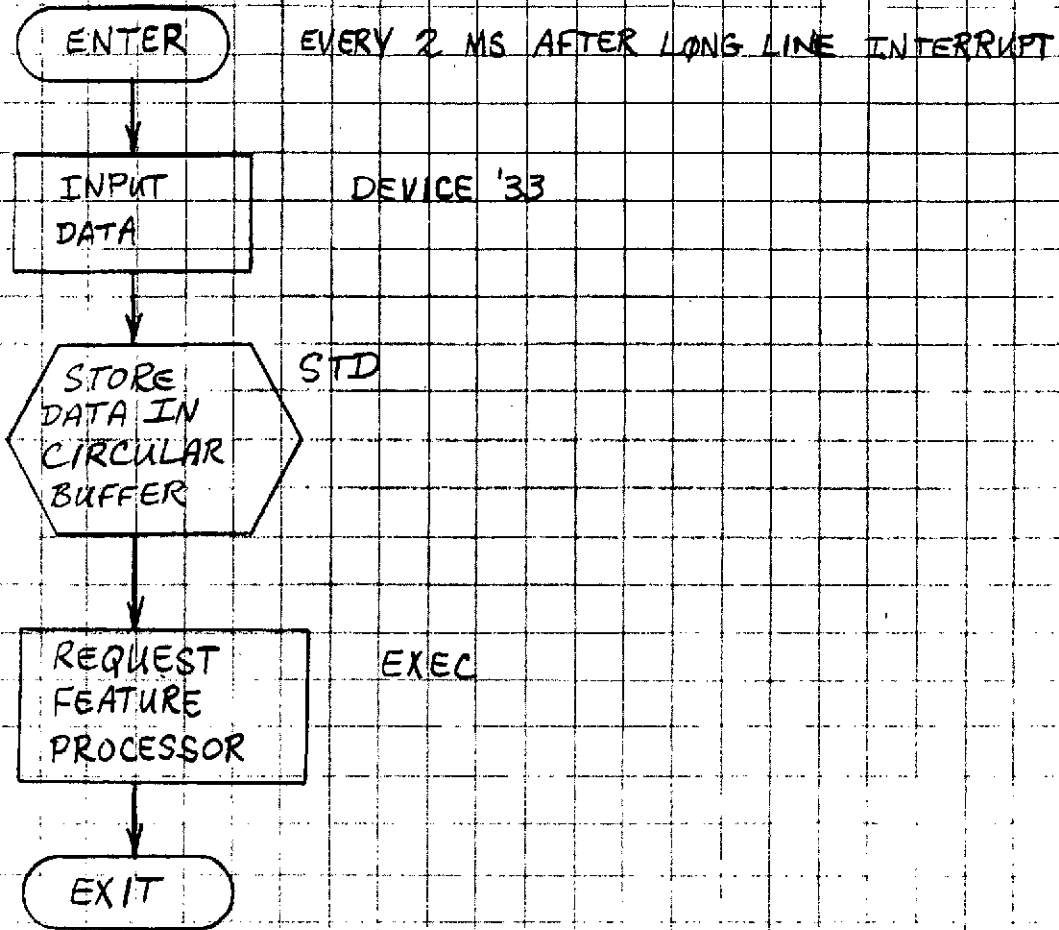 ENTER
EVERY 2 MS AFTER LØNG LINE INTERRUPT
INPUT
DATA
DEVICE '33
STORE
DATA IN
CIRCULAR
BUFFER
STD
REQUEST
FEATURE
PROCESSOR
EXEC
EXIT